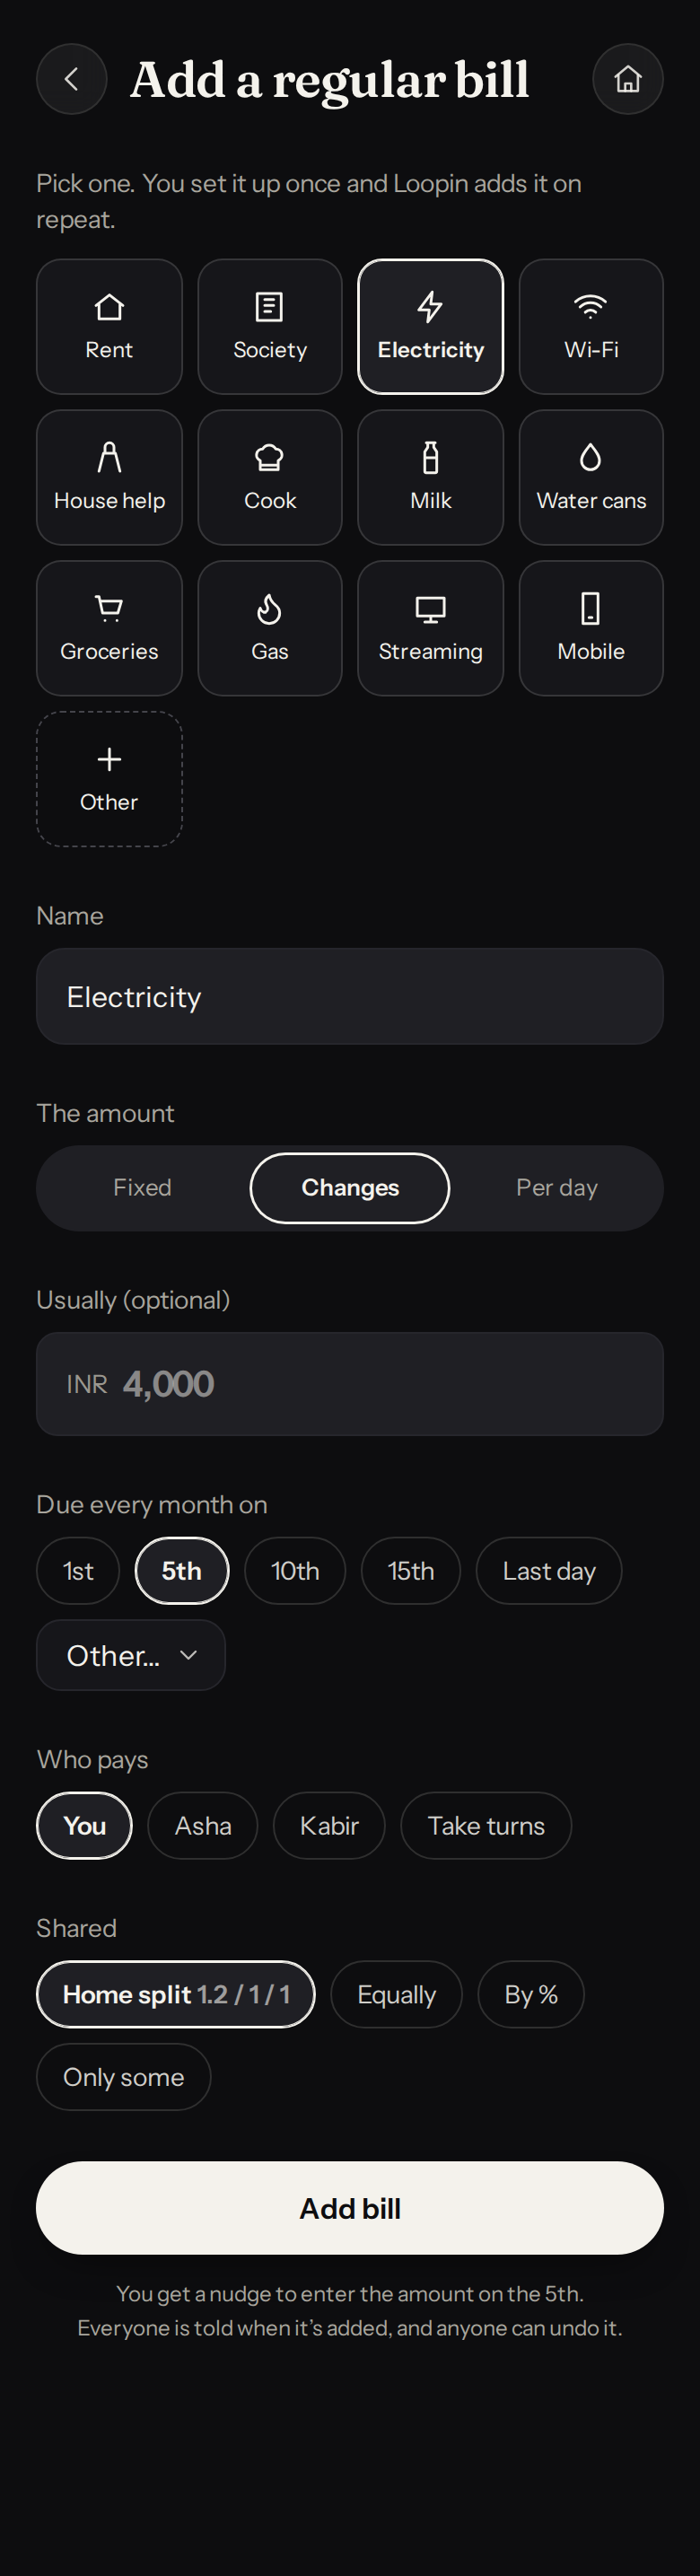 Add a regular bill
Pick one. You set it up once and Loopin adds it on
repeat.
Rent
Society
Electricity
Wi-Fi
House help
Cook
Milk
Water cans
Groceries
Gas
Streaming
Mobile
Other
Name
Electricity
The amount
Fixed
Changes
Per day
Usually (optional)
INR 4,000
Due every month on
1st
5th
10th
15th
Last day
Other...
Who pays
You
Asha
Kabir
Take turns
Shared
Home split 1.2 / 1 / 1
Equally
By %
Only some
Add bill
You get a nudge to enter the amount on the 5th.
Everyone is told when it’s added, and anyone can undo it.